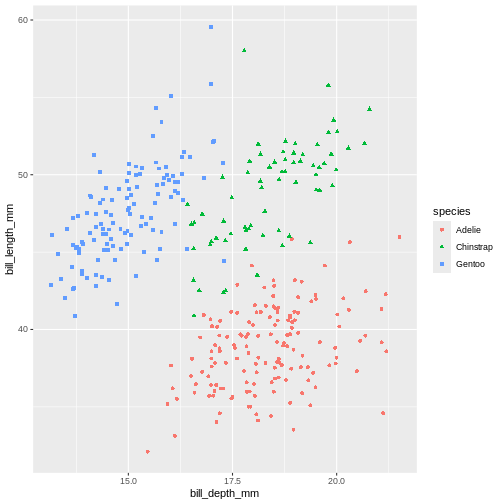 60
50
40
bill_length_mm
15.0
17.5
20.0
bill_depth_mm
species
Adelie
Chinstrap
Gentoo